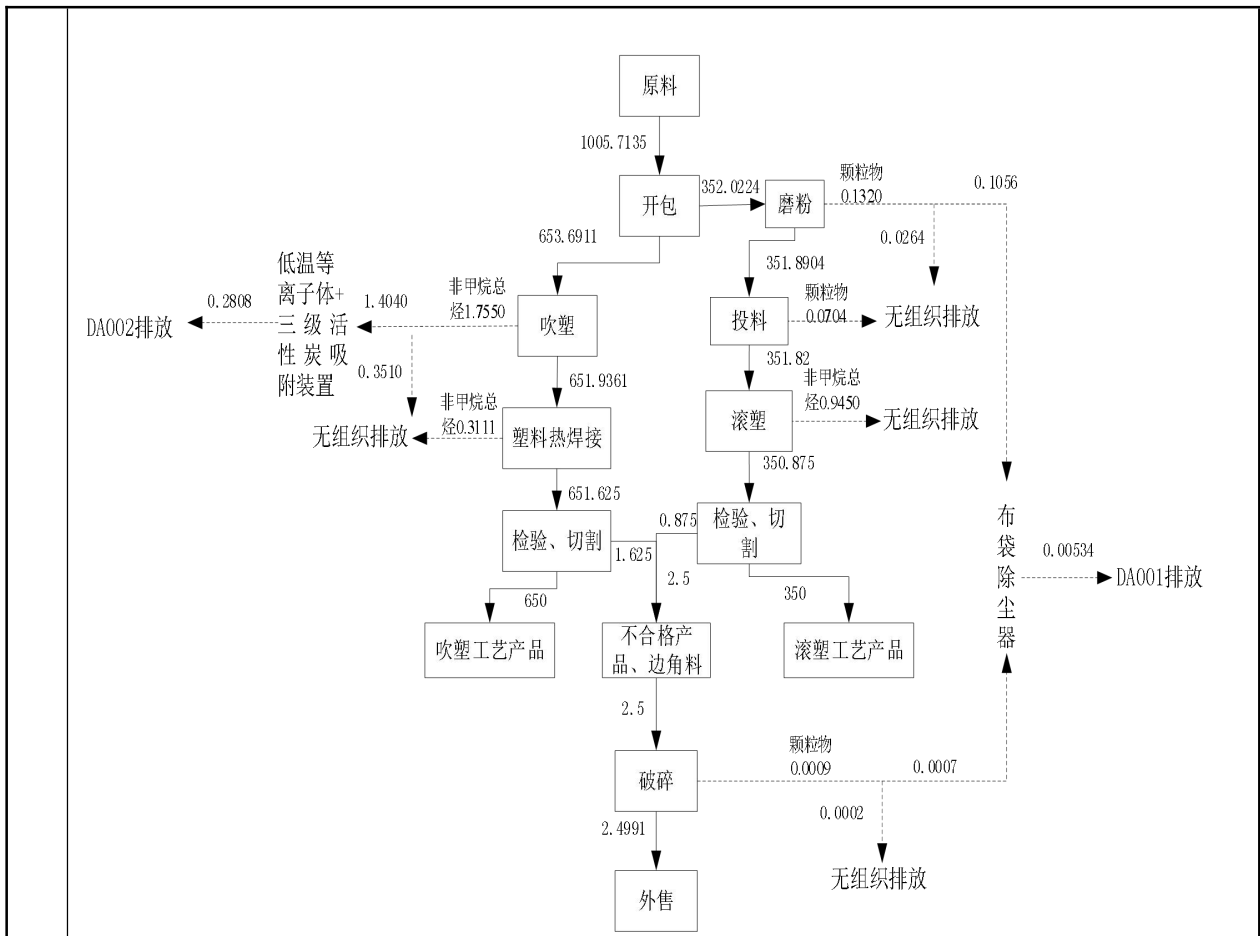 原料
1005.7135
开包
352.0224
磨粉
颗粒物
0.1320
0.1056
0.0264
无组织排放
653.6911
351.8904
低温等
离子体+
三级活
性炭吸
附装置
0.2808
DA002排放
1.4040
非甲烷总
烃1.7550
吹塑
投料
颗粒物
0.0704
0.3510
无组织排放
651.9361
351.82
非甲烷总
烃0.3111
塑料热焊接
滚塑
非甲烷总
烃0.9450
无组织排放
651.625
350.875
检验、切割
1.625
0.875
检验、切
割
2.5
650
350
吹塑工艺产品
不合格产
品、边角料
滚塑工艺产品
布
袋
除
尘
器
0.00534
DA001排放
2.5
破碎
颗粒物
0.0009
0.0007
0.0002
无组织排放
2.4991
外售